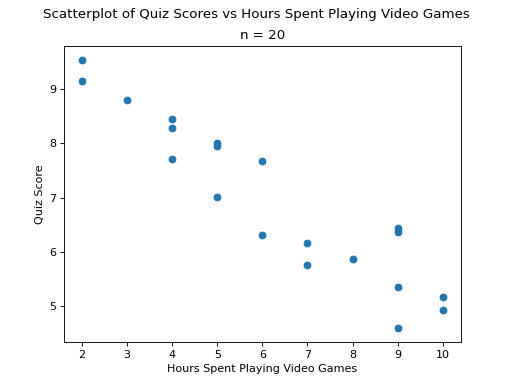 Scatterplot of Quiz Scores vs Hours Spent Playing Video Games
n = 20
9
8
7
6
5
Quiz Score
2 3 4 5 6 7 8 9 10
Hours Spent Playing Video Games